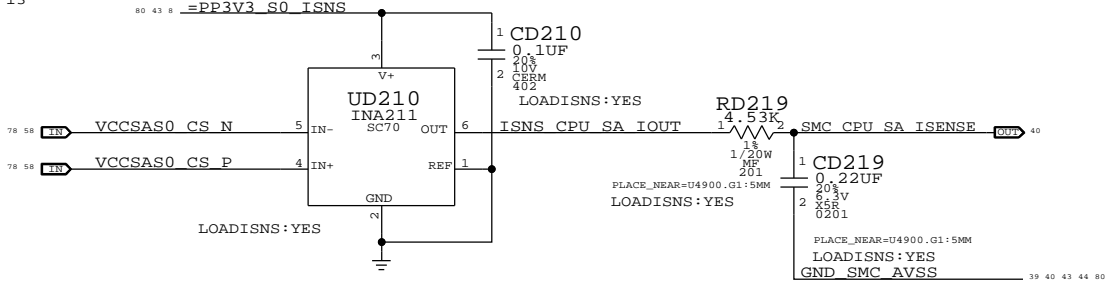 80 43 8 =PP3V3_S0_ISNS
1 CD210
0.1UF
20%
10V
2 CERM
402
LOADISNS:YES
3
V+
UD210
INA211
SC70
78 58 IN VCCSAS0_CS_N 5 IN-
OUT 6 ISNS_CPU_SA_IOUT
78 58 IN VCCSAS0_CS_P 4 IN+
REF 1
GND
2
LOADISNS:YES
RD219
4.53K
1 2
1%
1/20W
MF
201
PLACE_NEAR=U4900.G1:5MM
LOADISNS:YES
SMC_CPU_SA_ISENSE OUT 40
1 CD219
0.22UF
20%
6.3V
2 X5R
0201
PLACE_NEAR=U4900.G1:5MM
LOADISNS:YES
GND_SMC_AVSS 39 40 43 44 80